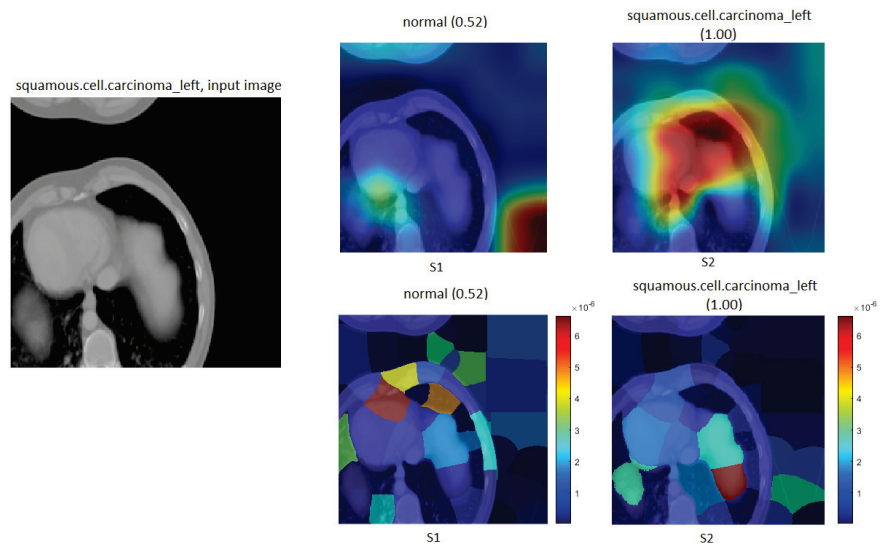 squamous.cell.carcinoma_left, input image
normal (0.52)
S1
squamous.cell.carcinoma_left
(1.00)
S2
normal (0.52)
×10⁻⁶
6
5
4
3
2
1
S1
squamous.cell.carcinoma_left
(1.00)
×10⁻⁶
6
5
4
3
2
1
S2